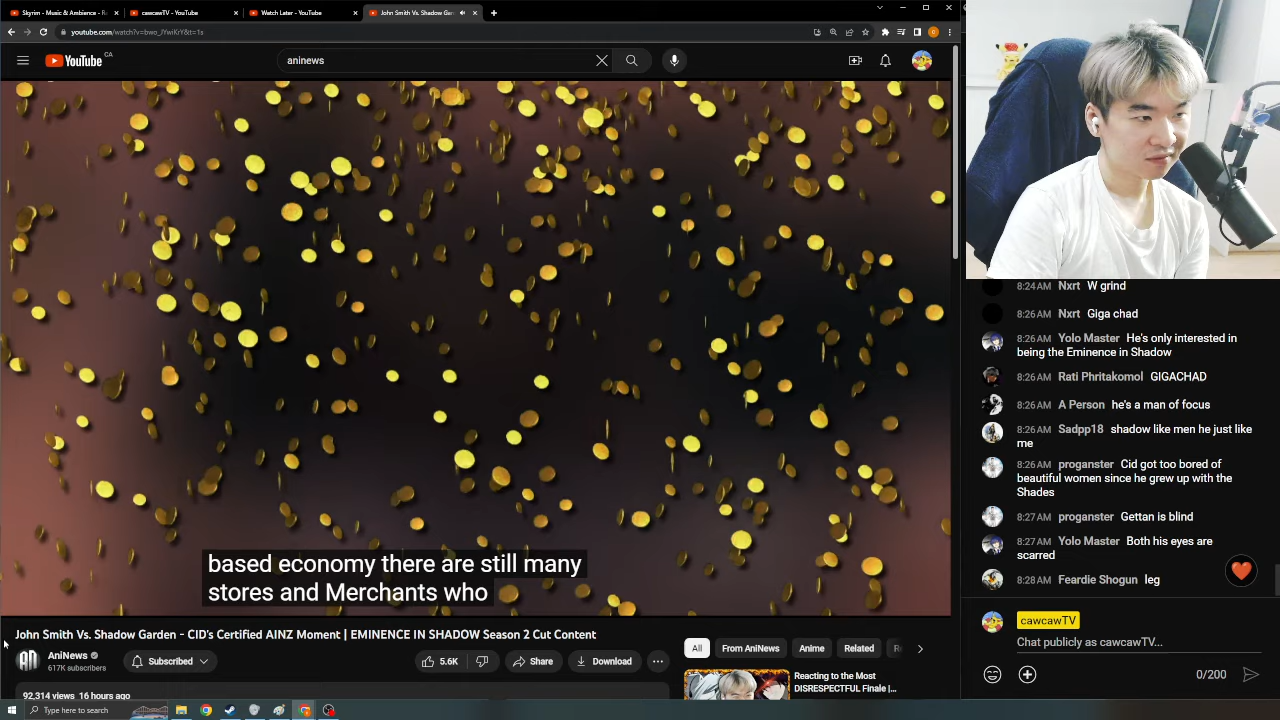 Skyrim - Music & Ambience - R
cawcawTV - YouTube
Watch Later - YouTube
John Smith Vs. Shadow Gard
youtube.com/watch?v=bwo_JYwiKrY&t=1s
YouTube CA
aninews
based economy there are still many
stores and Merchants who
John Smith Vs. Shadow Garden - CID's Certified AINZ Moment | EMINENCE IN SHADOW Season 2 Cut Content
AniNews
617K subscribers
Subscribed
5.6K
Share
Download
92,314 views 16 hours ago
All
From AniNews
Anime
Related
Reacting to the Most
DISRESPECTFUL Finale |...
Type here to search
8:24 AM Nxrt W grind
8:26 AM Nxrt Giga chad
8:26 AM Yolo Master He's only interested in
being the Eminence in Shadow
8:26 AM Rati Phritakomol GIGACHAD
8:26 AM A Person he's a man of focus
8:26 AM Sadpp18 shadow like men he just like
me
8:26 AM proganster Cid got too bored of
beautiful women since he grew up with the
Shades
8:27 AM proganster Gettan is blind
8:27 AM Yolo Master Both his eyes are
scarred
8:28 AM Feardie Shogun leg
cawcawTV
Chat publicly as cawcawTV...
0/200